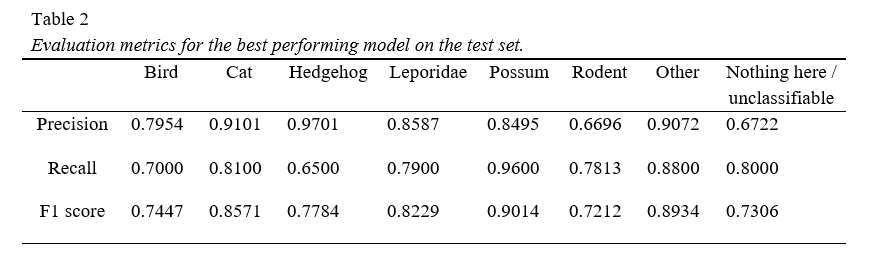 Table 2
Evaluation metrics for the best performing model on the test set.
Bird Cat Hedgehog Leporidae Possum Rodent Other Nothing here /
unclassifiable
Precision 0.7954 0.9101 0.9701 0.8587 0.8495 0.6696 0.9072 0.6722
Recall 0.7000 0.8100 0.6500 0.7900 0.9600 0.7813 0.8800 0.8000
F1 score 0.7447 0.8571 0.7784 0.8229 0.9014 0.7212 0.8934 0.7306